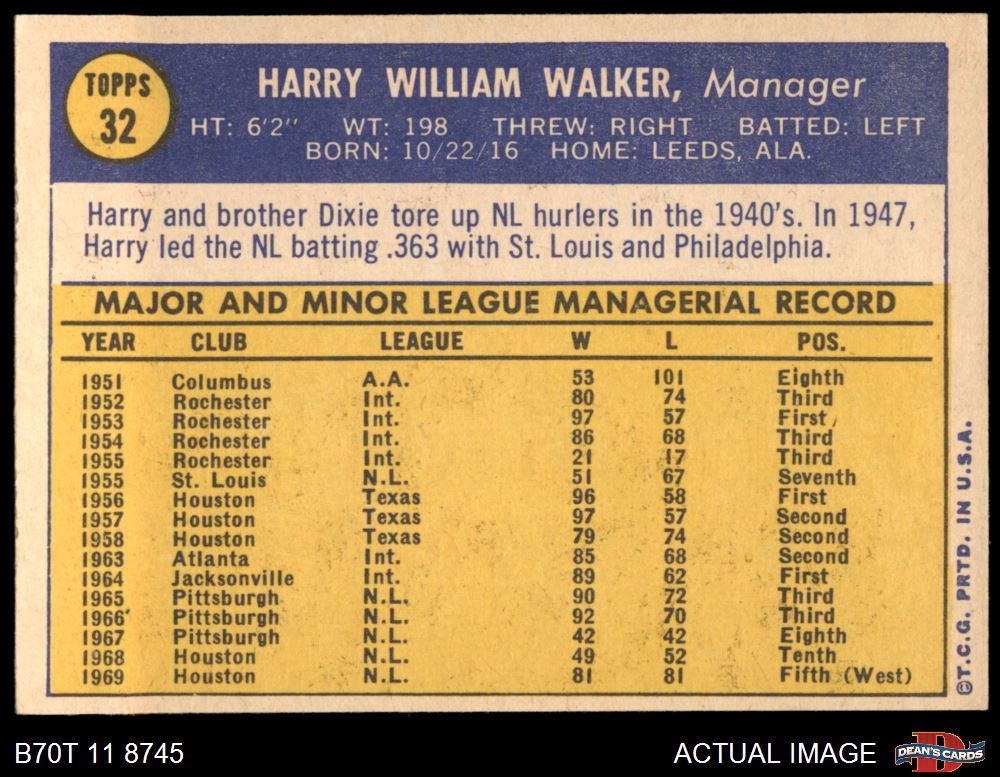 TOPPS
32
HARRY WILLIAM WALKER, Manager
HT: 6'2" WT: 198 THREW: RIGHT BATTED: LEFT
BORN: 10/22/16 HOME: LEEDS, ALA.
Harry and brother Dixie tore up NL hurlers in the 1940's. In 1947,
Harry led the NL batting .363 with St. Louis and Philadelphia.
MAJOR AND MINOR LEAGUE MANAGERIAL RECORD
YEAR CLUB LEAGUE W L POS.
1951 Columbus A.A. 53 101 Eighth
1952 Rochester Int. 80 74 Third
1953 Rochester Int. 97 57 First
1954 Rochester Int. 86 68 Third
1955 Rochester Int. 21 17 Third
1955 St. Louis N.L. 51 67 Seventh
1956 Houston Texas 96 58 First
1957 Houston Texas 97 57 Second
1958 Houston Texas 79 74 Second
1963 Atlanta Int. 85 68 Second
1964 Jacksonville Int. 89 62 First
1965 Pittsburgh N.L. 90 72 Third
1966 Pittsburgh N.L. 92 70 Third
1967 Pittsburgh N.L. 42 42 Eighth
1968 Houston N.L. 49 52 Tenth
1969 Houston N.L. 81 81 Fifth (West)
©T.C.G. PRTD. IN U.S.A.
B70T 11 8745
ACTUAL IMAGE
D
DEAN'S CARDS